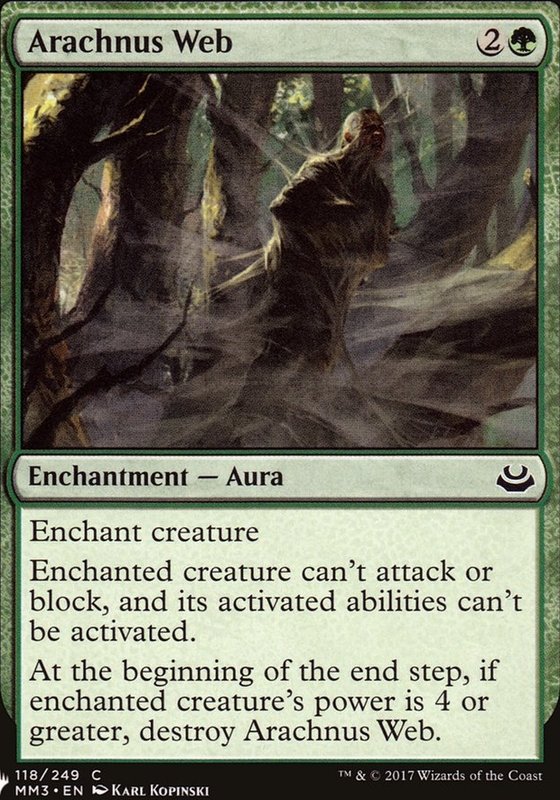 Arachnus Web 2
Enchantment — Aura
Enchant creature
Enchanted creature can't attack or
block, and its activated abilities can't
be activated.
At the beginning of the end step, if
enchanted creature's power is 4 or
greater, destroy Arachnus Web.
118/249 C
MM3 • EN Karl Kopinski
™ & © 2017 Wizards of the Coast